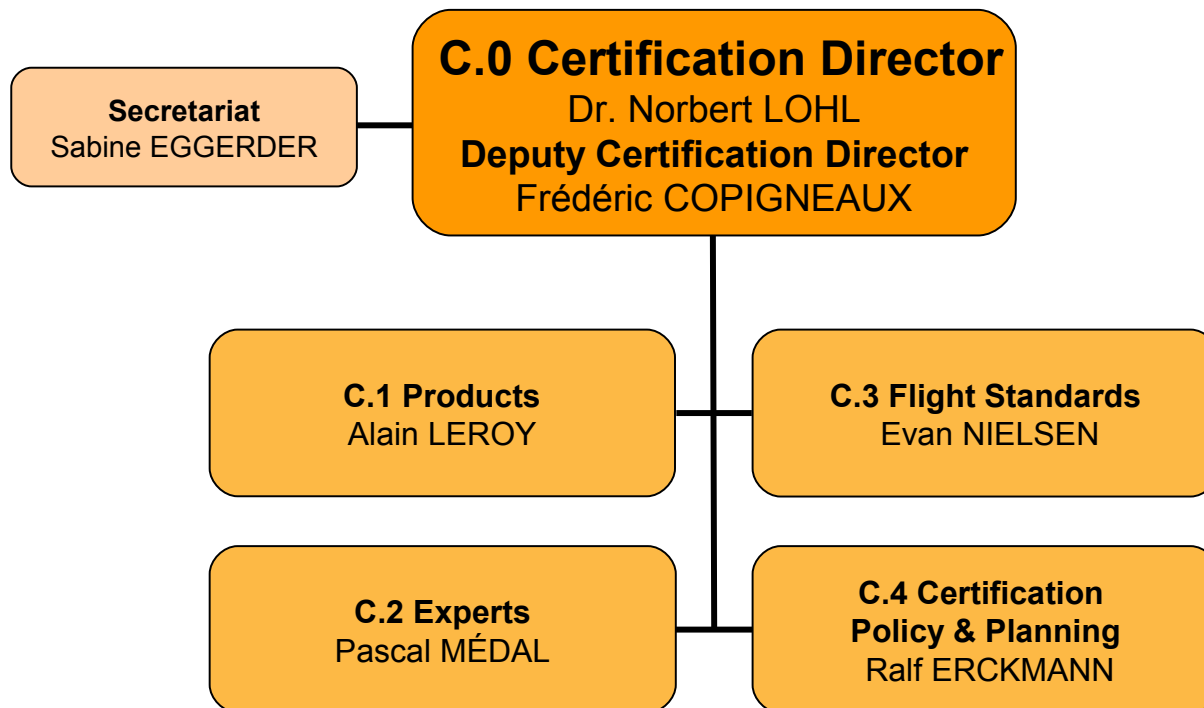 C.0 Certification Director
Dr. Norbert LOHL
Deputy Certification Director
Frédéric COPIGNEAUX
Secretariat
Sabine EGGERDER
C.1 Products
Alain LEROY
C.3 Flight Standards
Evan NIELSEN
C.2 Experts
Pascal MÉDAL
C.4 Certification
Policy & Planning
Ralf ERCKMANN